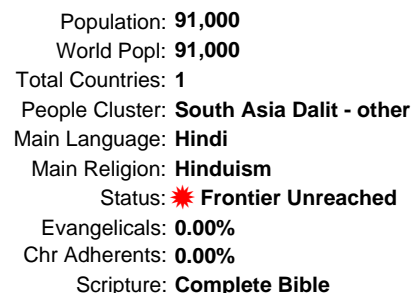 Population: 91,000
World Popl: 91,000
Total Countries: 1
People Cluster: South Asia Dalit - other
Main Language: Hindi
Main Religion: Hinduism
Status: Frontier Unreached
Evangelicals: 0.00%
Chr Adherents: 0.00%
Scripture: Complete Bible